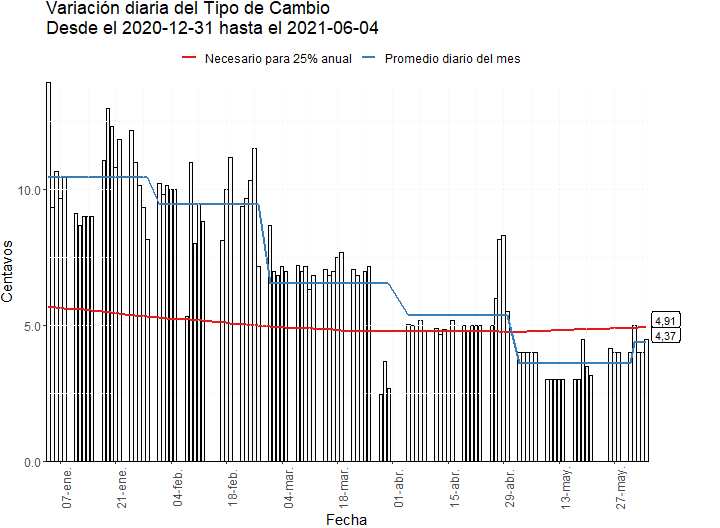 Variación diaria del Tipo de Cambio
Desde el 2020-12-31 hasta el 2021-06-04
Necesario para 25% anual
Promedio diario del mes
Centavos
10.0
5.0
0.0
4,91
4,37
07-ene.
21-ene.
04-feb.
18-feb.
04-mar.
18-mar.
01-abr.
15-abr.
29-abr.
13-may.
27-may.
Fecha